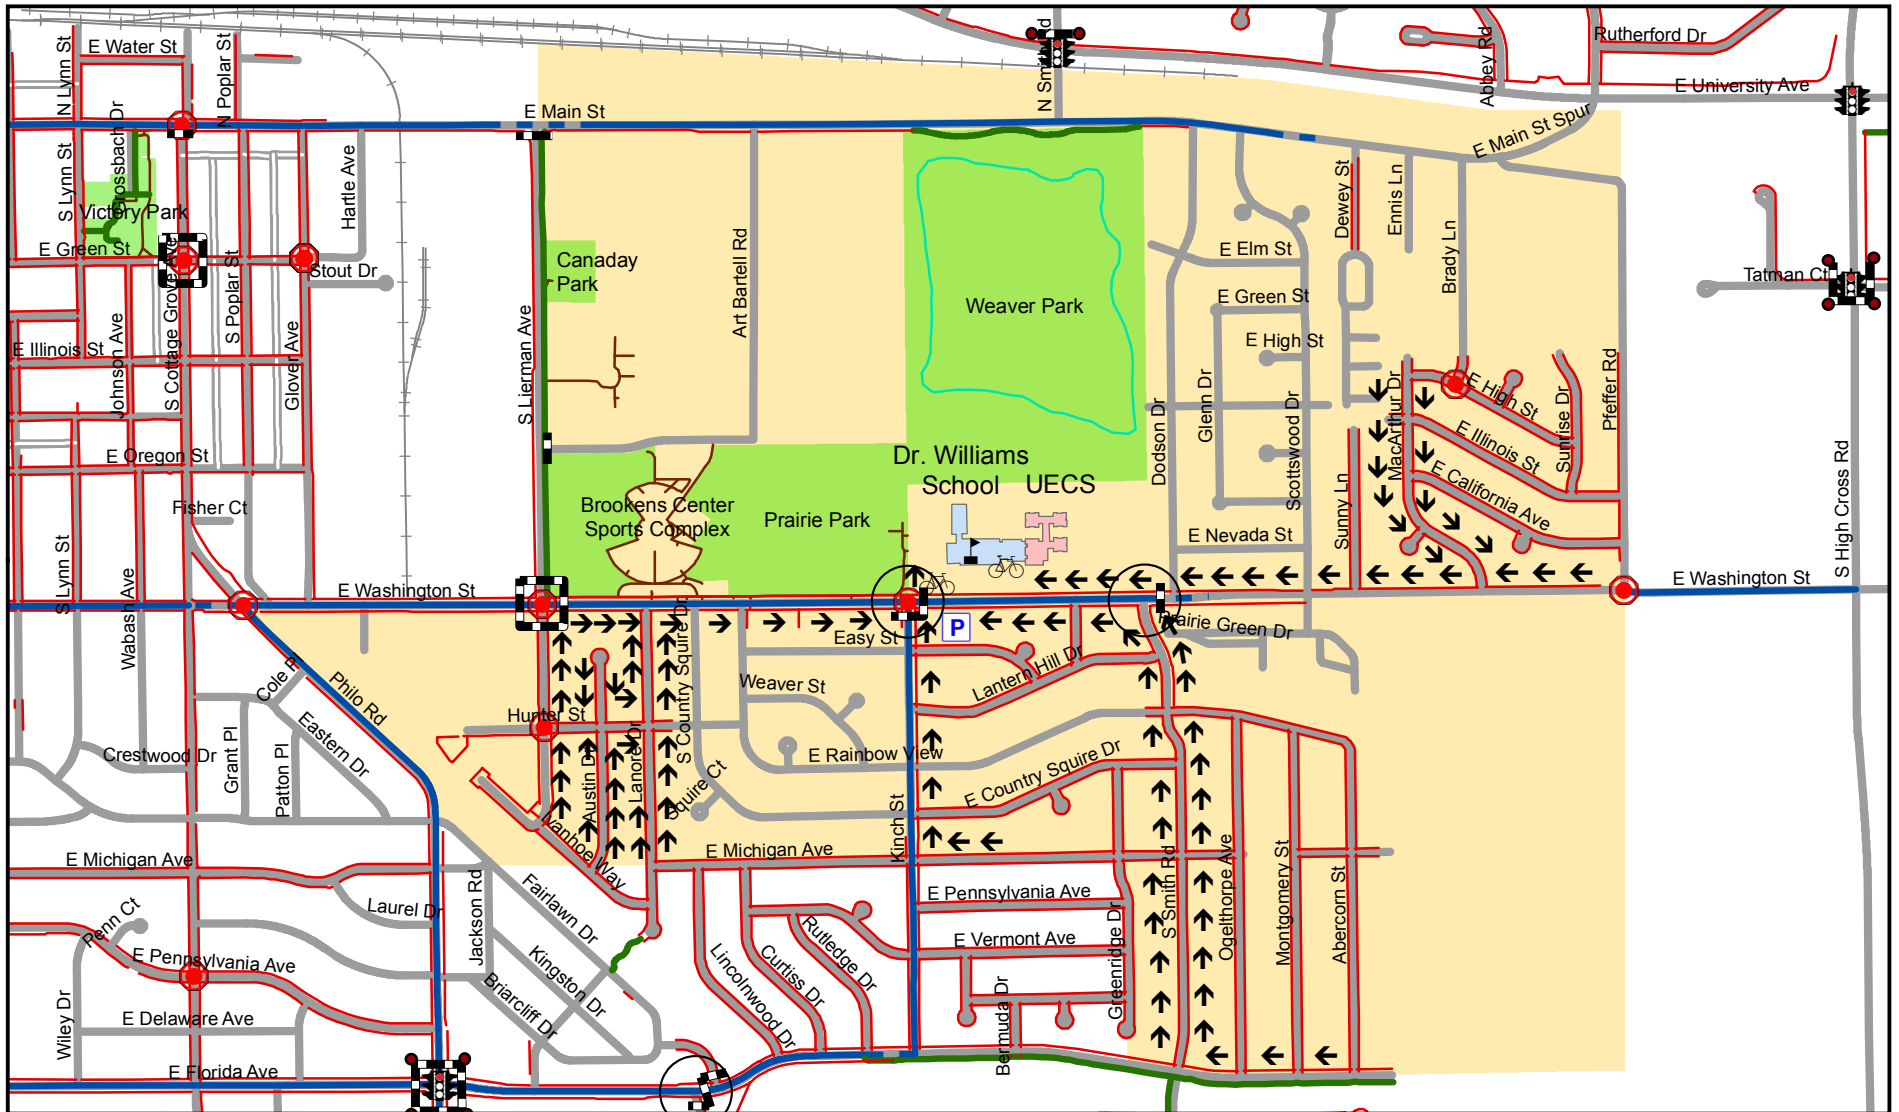 N Lynn St
E Water St
N Poplar St
Grossbach Dr
S Lynn St
Victory Park
E Green St
Hartle Ave
Stout Dr
S Cottage Grove Ave
S Poplar St
Johnson Ave
E Illinois St
Glover Ave
E Oregon St
Fisher Ct
S Lynn St
Wabash Ave
E Washington St
E Main St
Canaday
Park
S Lierman Ave
Art Bartell Rd
Weaver Park
Brookens Center
Sports Complex
Prairie Park
Dr. Williams
School
UECS
N Smith Rd
Abbey Rd
Rutherford Dr
E University Ave
E Main St Spur
Dewey St
Ennis Ln
Brady Ln
E Elm St
E Green St
E High St
Glenn Dr
Dodson Dr
Scottswood Dr
E Nevada St
Sunny Ln
MacArthur Dr
E High St
E Illinois St
E California Ave
Sunrise Dr
Pfeffer Rd
Tatman Ct
S High Cross Rd
E Washington St
Prairie Green Dr
P
Easy St
Lantern Hill Dr
S Country Squire Dr
Weaver St
Hunter St
E Rainbow View
E Country Squire Dr
Squire Ct
Austin Dr
Lanore Dr
Ivanhoe Way
Kinch St
E Michigan Ave
Cole Pl
Philo Rd
Eastern Dr
Crestwood Dr
Grant Pl
Patton Pl
E Michigan Ave
Laurel Dr
Jackson Rd
Fairlawn Dr
Kingston Dr
Briarcliff Dr
Penn Ct
E Pennsylvania Ave
Wiley Dr
E Delaware Ave
E Florida Ave
Lincolnwood Dr
Curtiss Dr
Rutledge Dr
E Pennsylvania Ave
E Vermont Ave
Bermuda Dr
Greenridge Dr
S Smith Rd
Ogelthorpe Ave
Montgomery St
Abercorn St